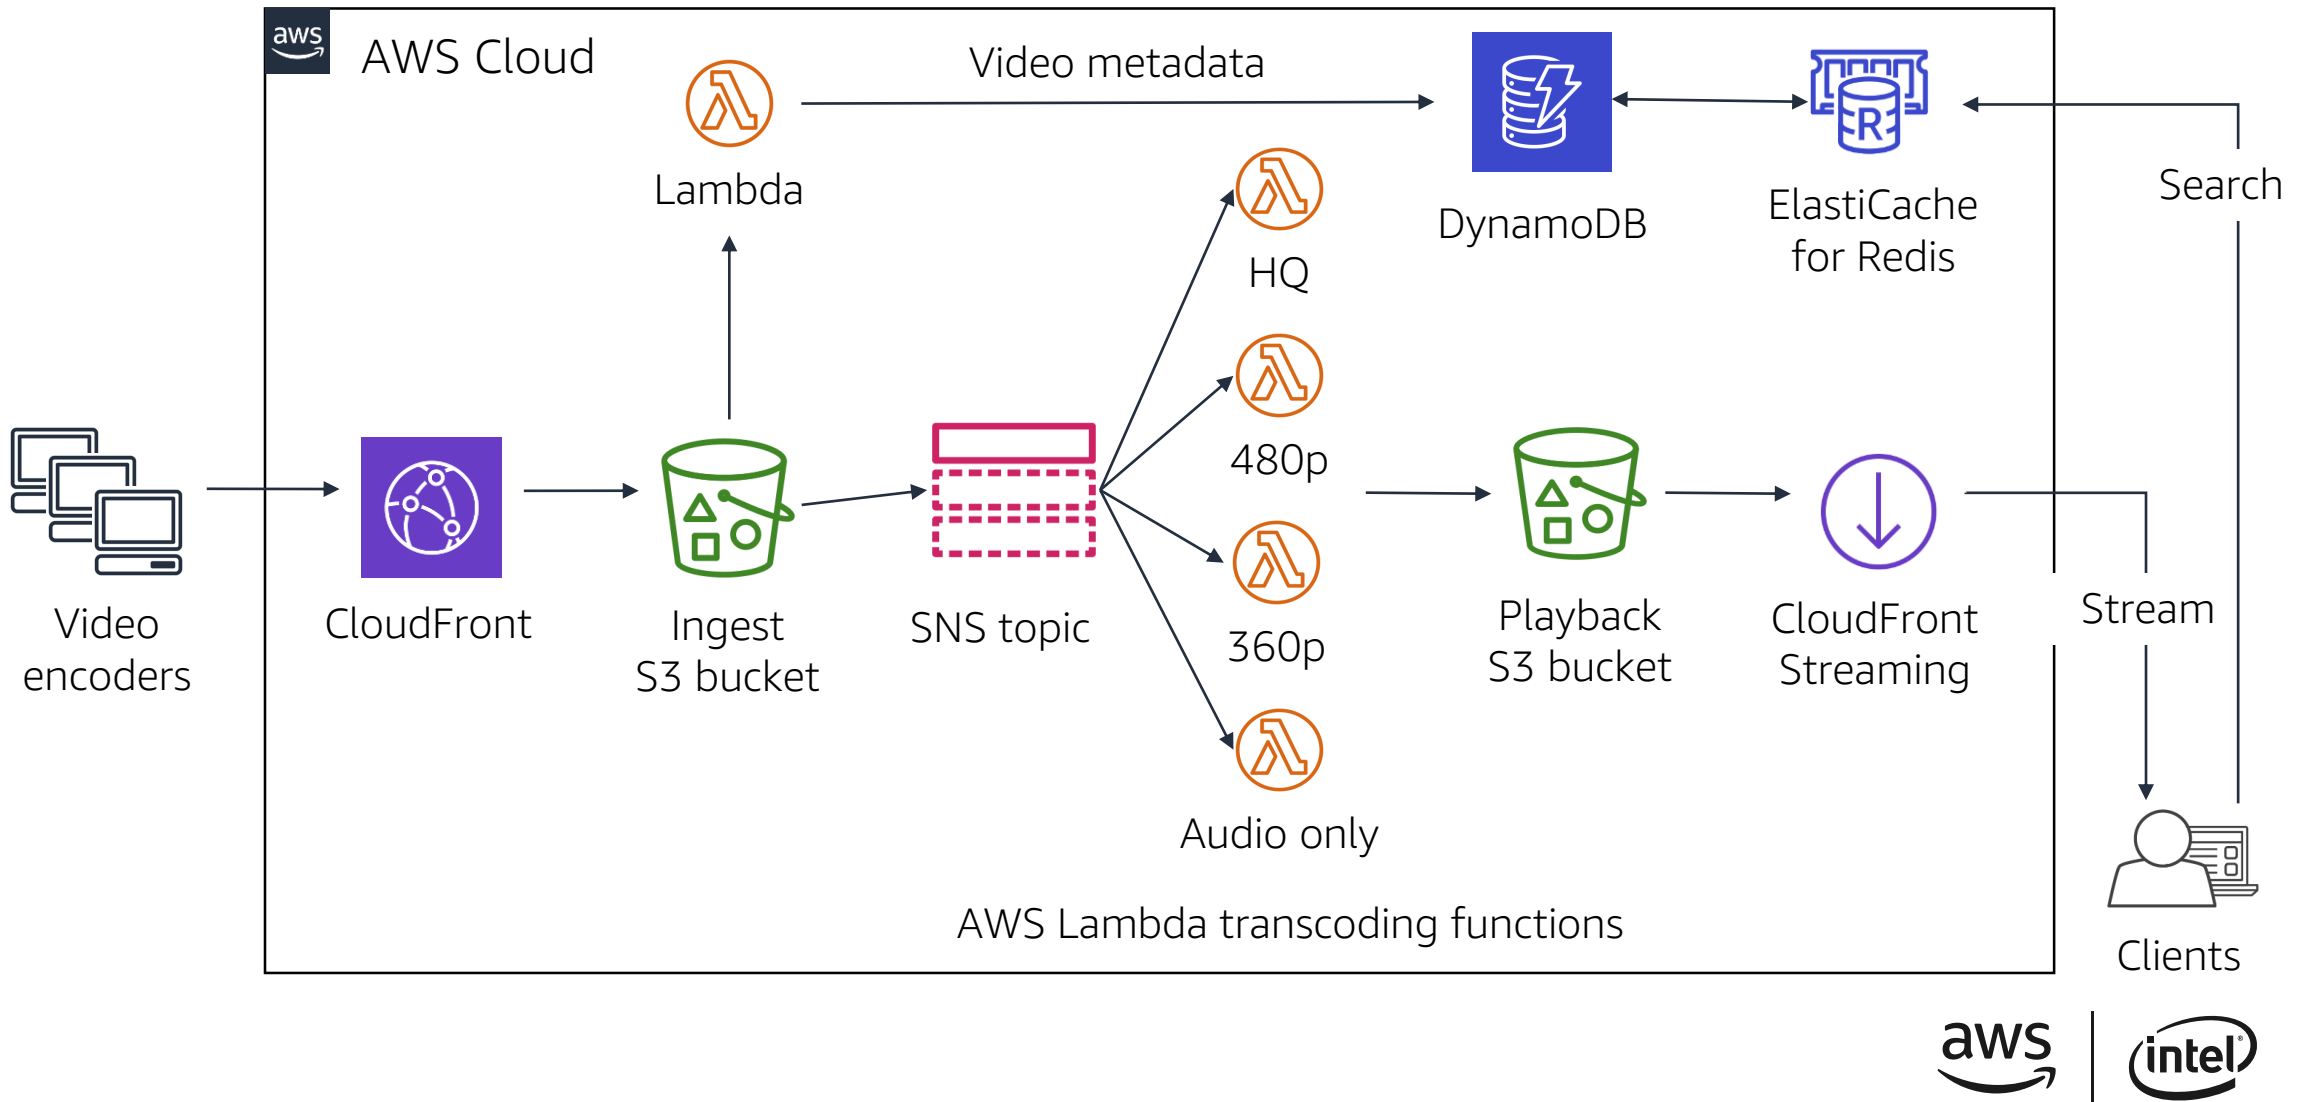 aws
AWS Cloud
Video metadata
Lambda
DynamoDB
R
ElastiCache
for Redis
Search
HQ
480p
360p
Audio only
Video
encoders
CloudFront
Ingest
S3 bucket
SNS topic
Playback
S3 bucket
CloudFront
Streaming
Stream
AWS Lambda transcoding functions
Clients
aws
intel®